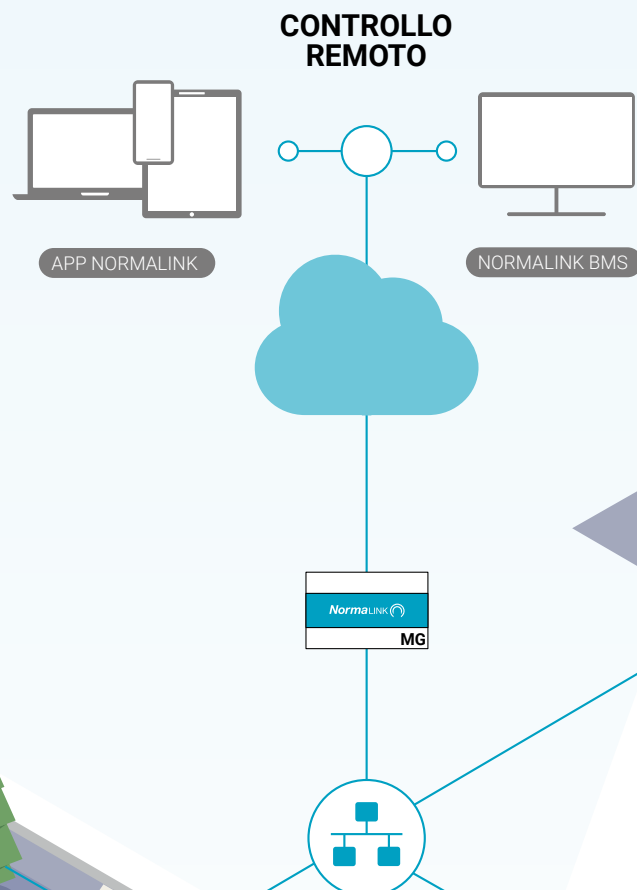 CONTROLLO
REMOTO
APP NORMALINK
NORMALINK BMS
NormaLINK
MG